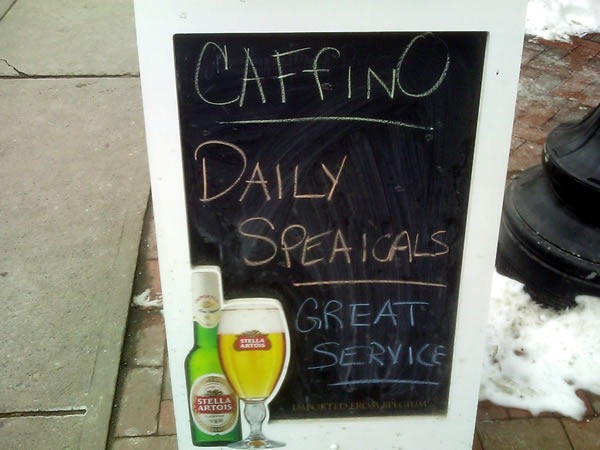 CAFFINO
DAILY
SPEAICALS
GREAT
SERVICE
STELLA
ARTOIS
STELLA
ARTOIS
IMPORTED FROM BELGIUM